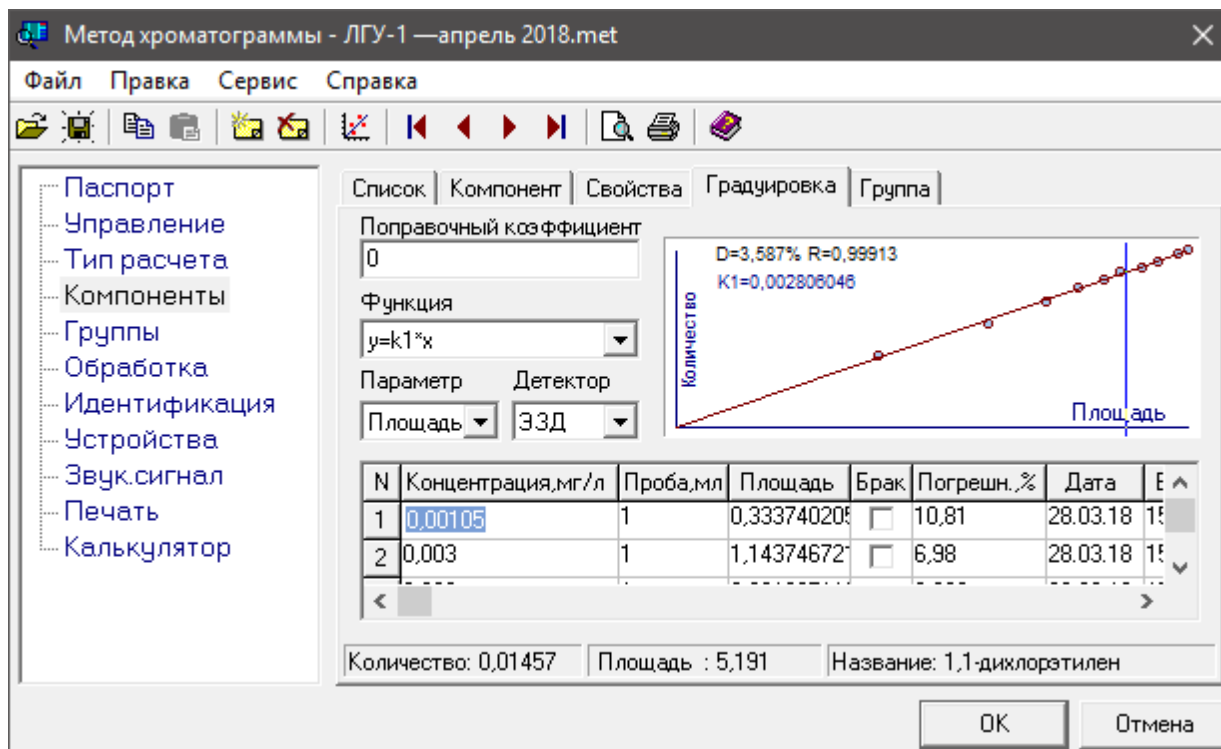 Метод хроматограммы - ЛГУ-1 —апрель 2018.met
Файл Правка Сервис Справка
Паспорт
Управление
Тип расчета
Компоненты
Группы
Обработка
Идентификация
Устройства
Звук.сигнал
Печать
Калькулятор
Список Компонент Свойства Градуировка Группа
Поправочный коэффициент
0
Функция
y=k1*x
Параметр Детектор
Площадь ЭЗД
D=3,587% R=0,99913
K1=0,002806046
Количество
Площадь
N Концентрация,мг/л Проба,мл Площадь Брак Погрешн.,% Дата
1 0,00105 1 0,33374020 10,81 28.03.18
2 0,003 1 1,1437467 6,98 28.03.18
Количество: 0,01457 Площадь : 5,191 Название: 1,1-дихлорэтилен
OK Отмена